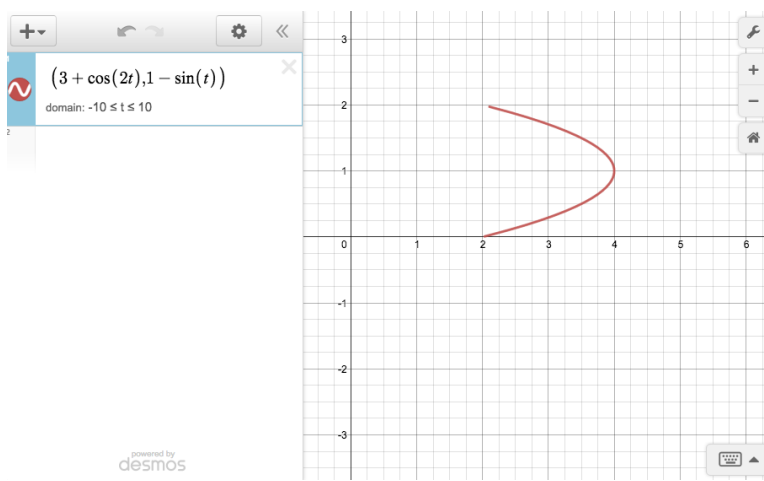 (3 + cos(2t),1 − sin(t))
domain: -10 ≤ t ≤ 10
2
powered by
desmos
3
2
1
0 1 2 3 4 5 6
-1
-2
-3